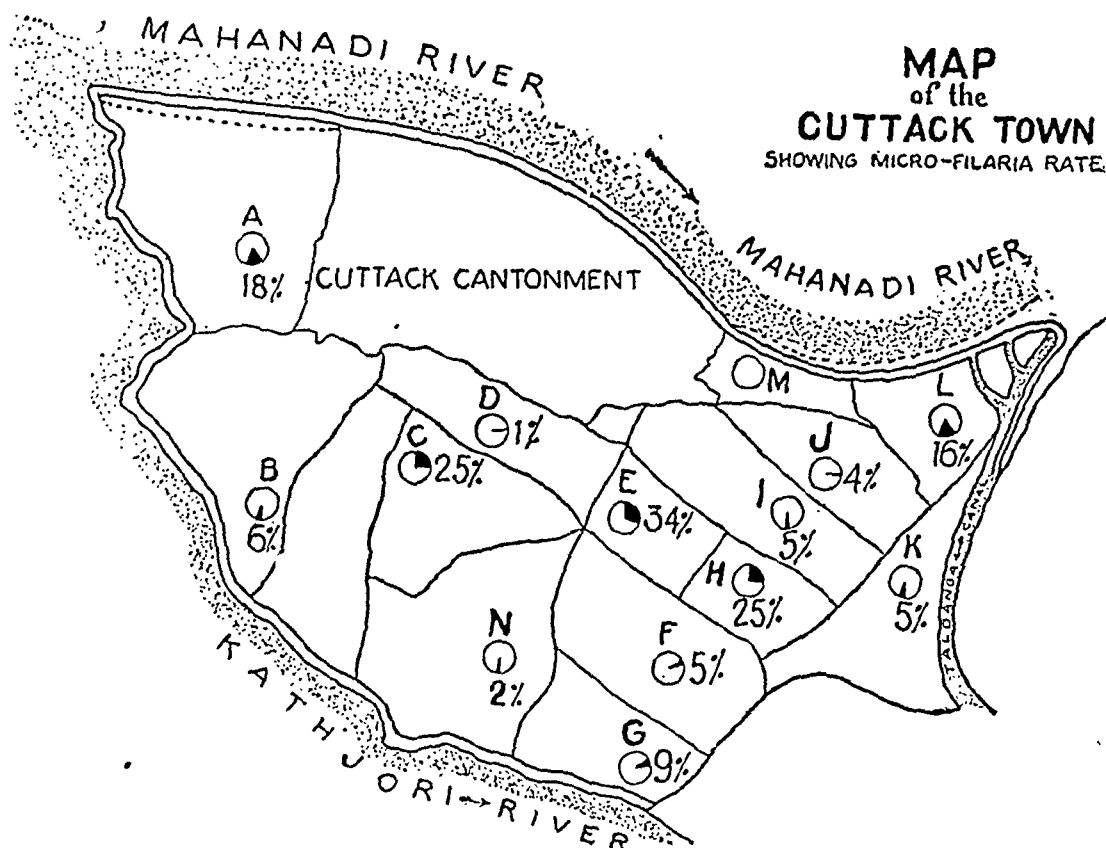 MAHANADI RIVER
MAP
of the
CUTTACK TOWN
SHOWING MICRO-FILARIA RATE.
MAHANADI RIVER
A
18%
CUTTACK CANTONMENT
M
L
16%
D
1%
C
25%
J
4%
B
6%
E
34%
I
5%
K
5%
H
25%
TALDANDA CANAL
N
2%
F
5%
G
9%
KATHJORI RIVER